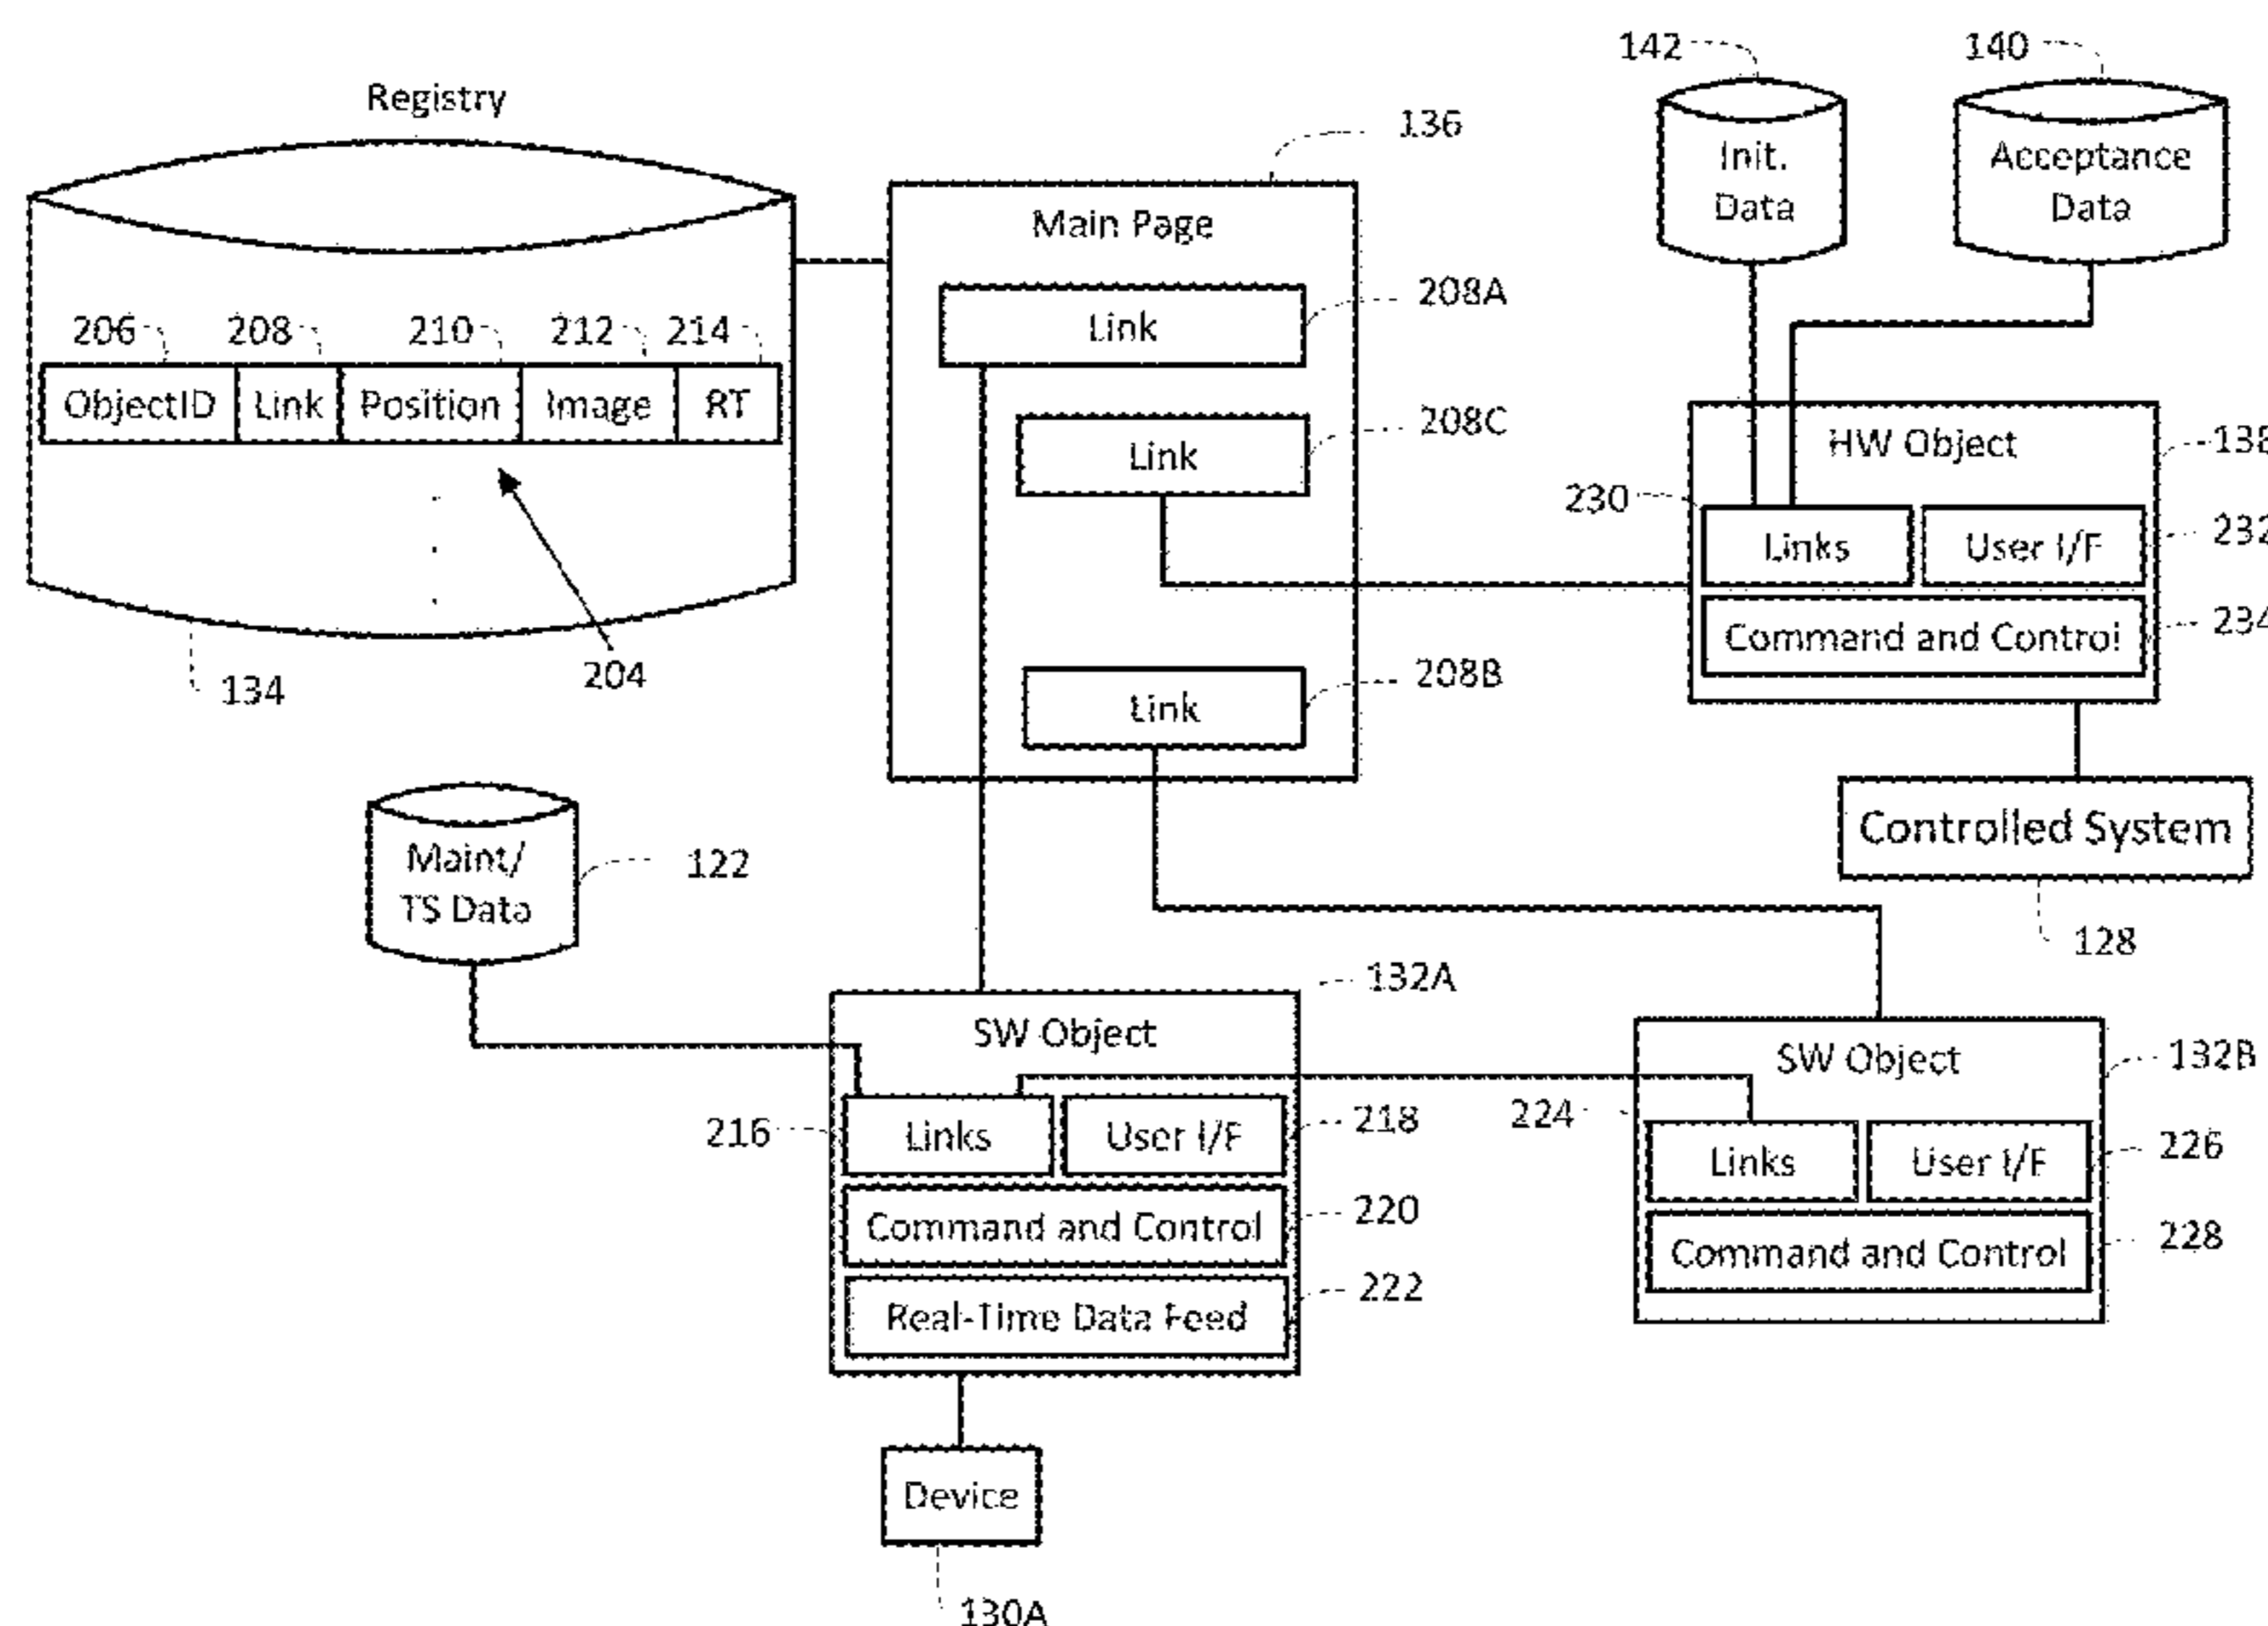 142
140
Registry
136
Init.
Data
Acceptance
Data
Main Page
208A
Link
206
208
210
212
214
ObjectID
Link
Position
Image
RT
208C
Link
HW Object
138
230
Links
User I/F
232
Command and Control
234
204
134
208B
Link
Maint/
TS Data
122
Controlled System
128
132A
SW Object
132B
SW Object
216
Links
User I/F
218
224
Links
User I/F
226
Command and Control
220
Command and Control
228
Real-Time Data Feed
222
Device
130A